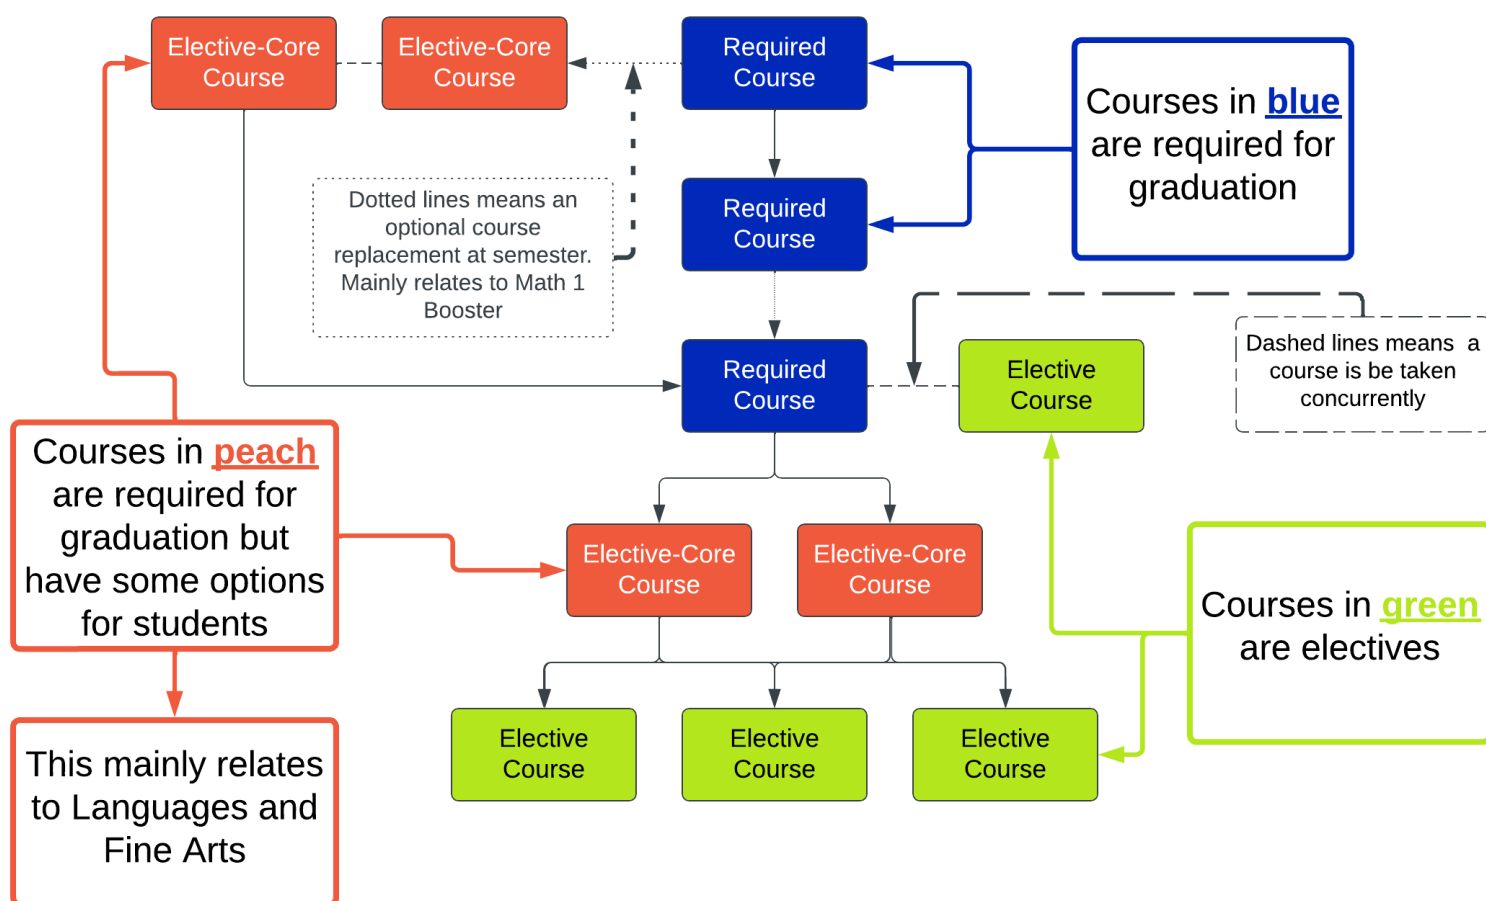 Elective-Core
Course
Elective-Core
Course
Required
Course
Courses in blue
are required for
graduation
Dotted lines means an
optional course
replacement at semester.
Mainly relates to Math 1
Booster
Required
Course
Required
Course
Elective
Course
Dashed lines means  a
course is be taken
concurrently
Courses in peach
are required for
graduation but
have some options
for students
Elective-Core
Course
Elective-Core
Course
Courses in green
are electives
This mainly relates
to Languages and
Fine Arts
Elective
Course
Elective
Course
Elective
Course